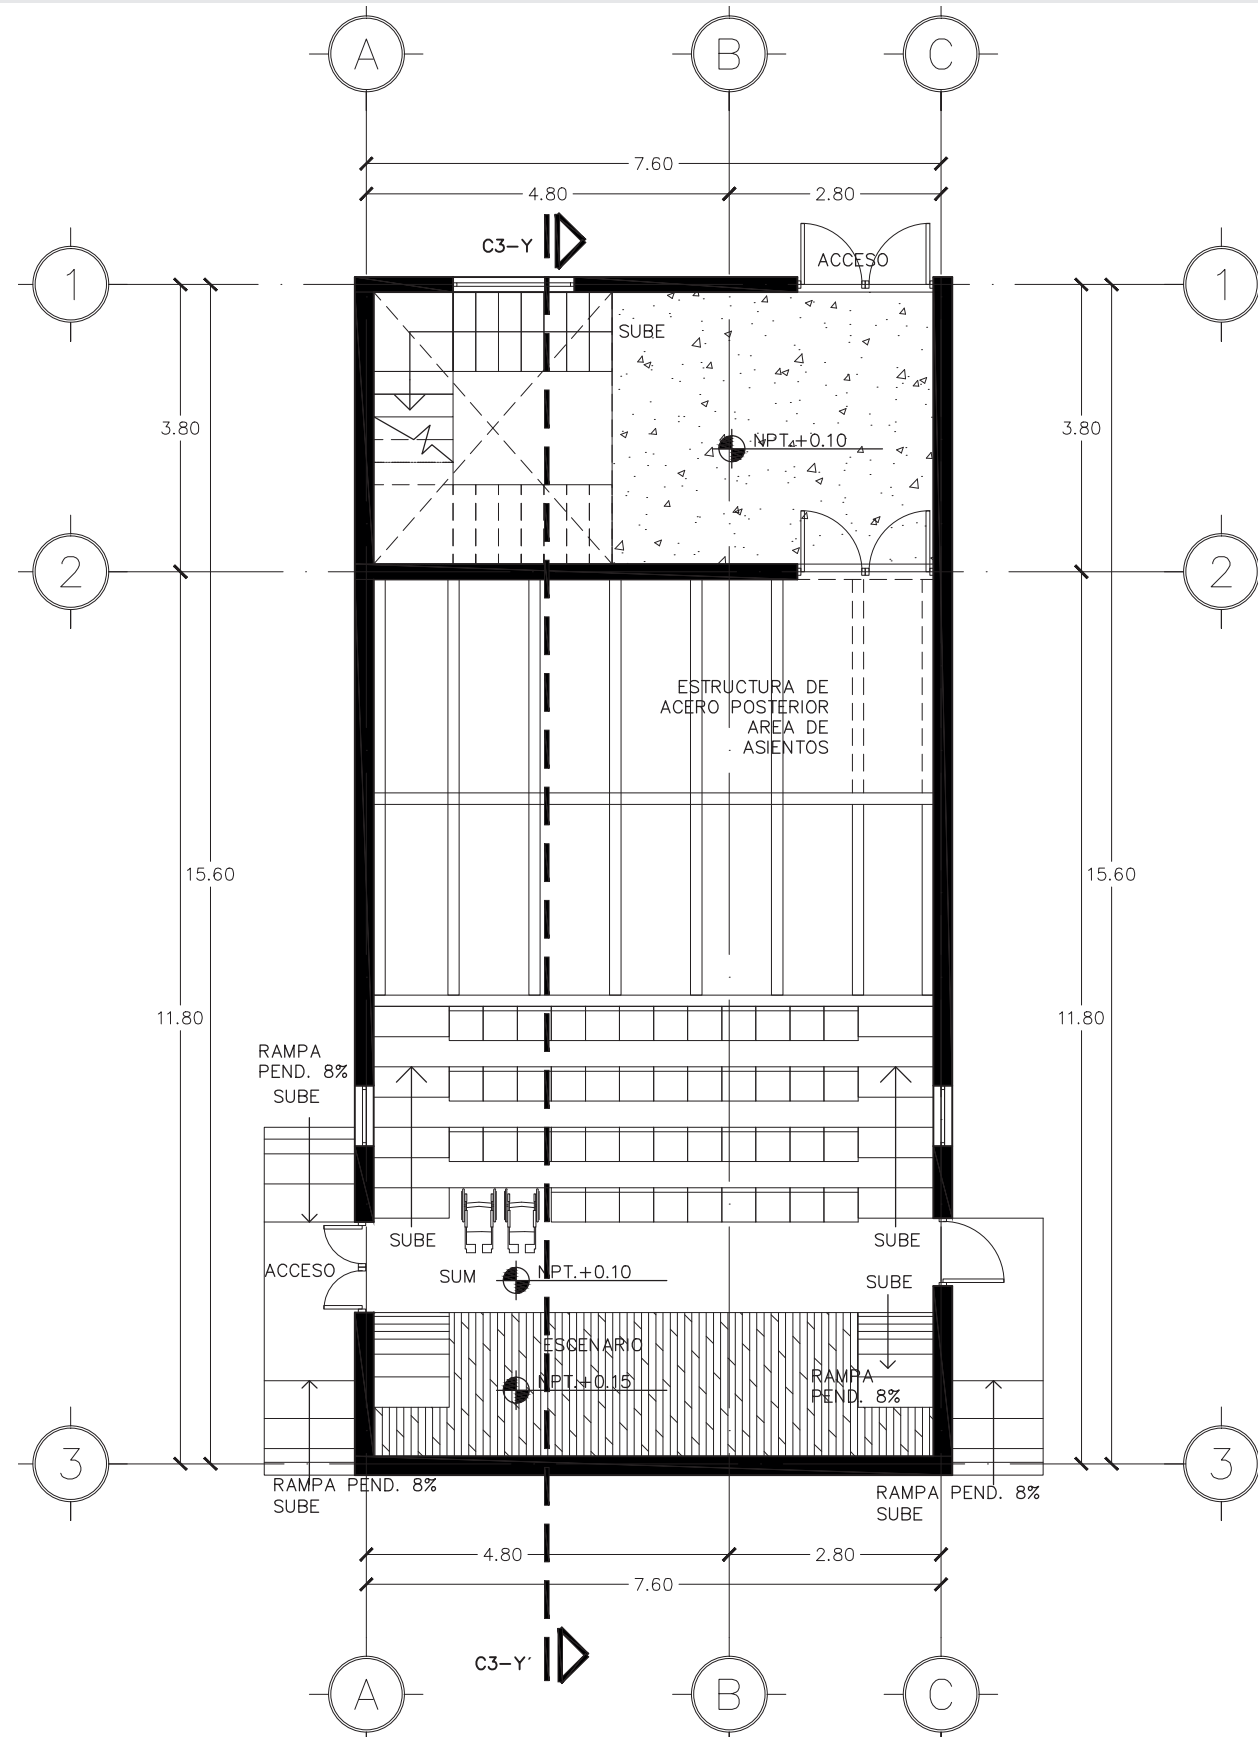 A B C
7.60
4.80 2.80
C3-Y
ACCESO
1 1
SUBE
3.80 3.80
NPT.+0.10
2 2
ESTRUCTURA DE
ACERO POSTERIOR
AREA DE
ASIENTOS
15.60 15.60
11.80 11.80
RAMPA
PEND. 8%
SUBE
SUBE SUBE
ACCESO SUM NPT.+0.10 SUBE
ESCENARIO
NPT.+0.15
RAMPA
PEND. 8%
3 3
RAMPA PEND. 8%
SUBE
RAMPA PEND. 8%
SUBE
4.80 2.80
7.60
C3-Y'
A B C